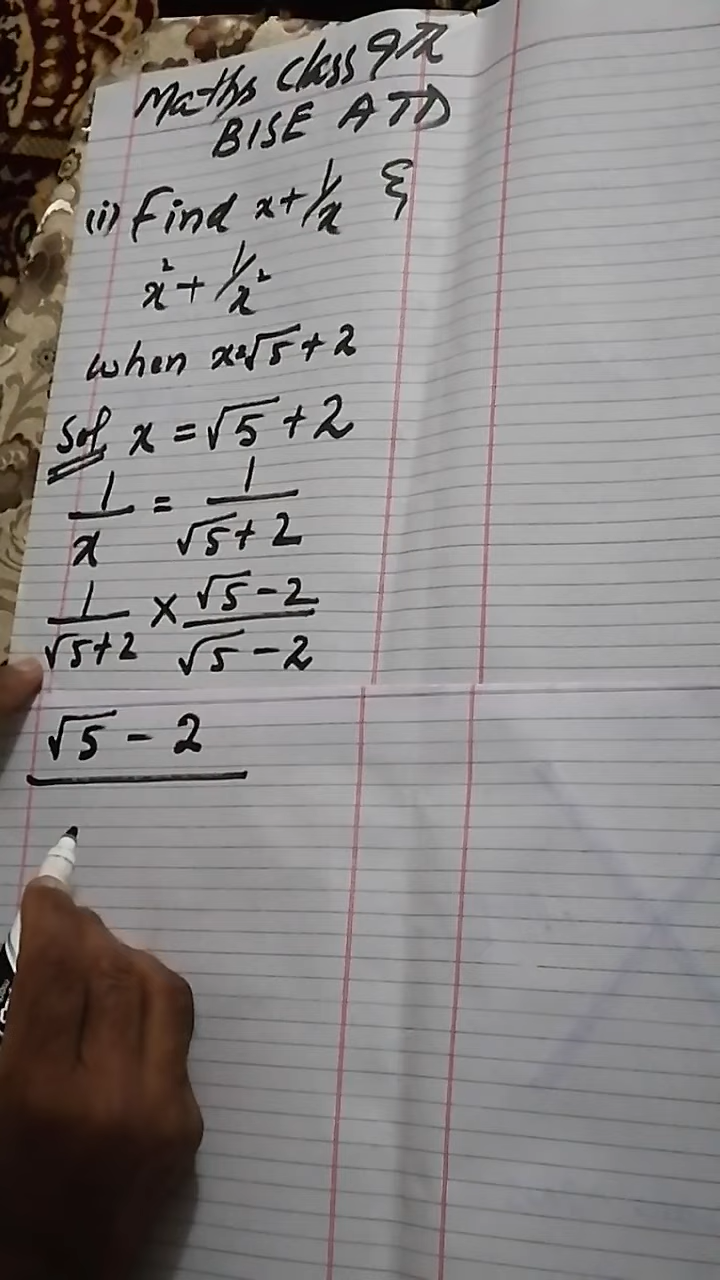 Maths Class 9th
BISE ATD
(i) Find x + 1/x &
x² + 1/x²
when x=√5 + 2
Sol x = √5 + 2
1/x = 1/(√5 + 2)
1/(√5+2) × (√5 - 2)/(√5 - 2)
√5 - 2